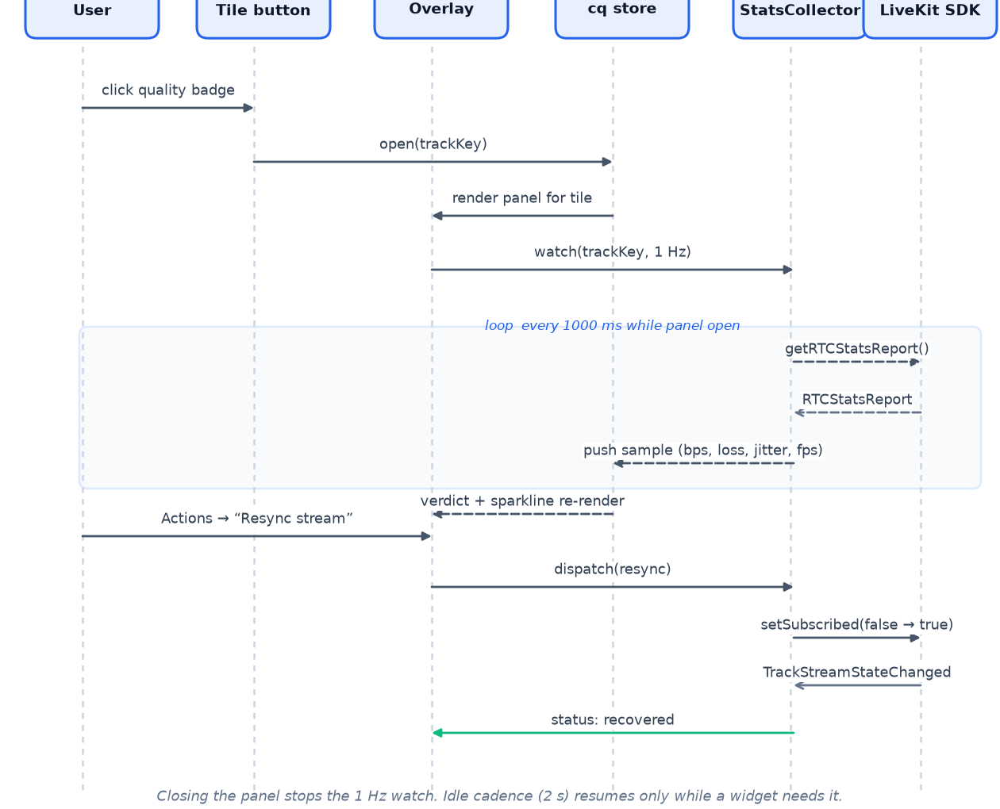 User
Tile button
Overlay
cq store
StatsCollector
LiveKit SDK
click quality badge
open(trackKey)
render panel for tile
watch(trackKey, 1 Hz)
loop  every 1000 ms while panel open
getRTCStatsReport()
RTCStatsReport
push sample (bps, loss, jitter, fps)
verdict + sparkline re-render
Actions → “Resync stream”
dispatch(resync)
setSubscribed(false → true)
TrackStreamStateChanged
status: recovered
Closing the panel stops the 1 Hz watch. Idle cadence (2 s) resumes only while a widget needs it.